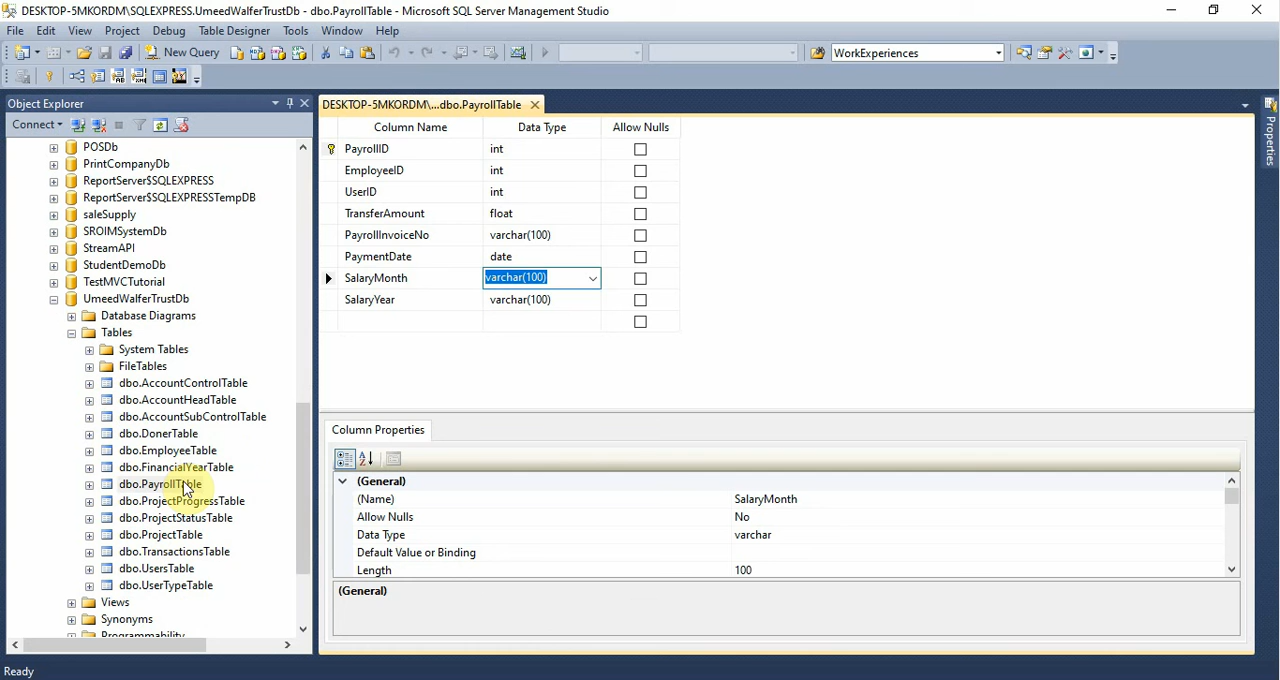 DESKTOP-5MKORDM\SQLEXPRESS.UmeedWalferTrustDb - dbo.PayrollTable - Microsoft SQL Server Management Studio
File Edit View Project Debug Table Designer Tools Window Help
New Query WorkExperiences
Object Explorer
Connect
POSDb
PrintCompanyDb
ReportServer$SQLEXPRESS
ReportServer$SQLEXPRESSTempDB
saleSupply
SROIMSystemDb
StreamAPI
StudentDemoDb
TestMVCTutorial
UmeedWalferTrustDb
Database Diagrams
Tables
System Tables
FileTables
dbo.AccountControlTable
dbo.AccountHeadTable
dbo.AccountSubControlTable
dbo.DonerTable
dbo.EmployeeTable
dbo.FinancialYearTable
dbo.PayrollTable
dbo.ProjectProgressTable
dbo.ProjectStatusTable
dbo.ProjectTable
dbo.TransactionsTable
dbo.UsersTable
dbo.UserTypeTable
Views
Synonyms
Programmability
DESKTOP-5MKORDM\...dbo.PayrollTable
Column Name Data Type Allow Nulls
PayrollID int
EmployeeID int
UserID int
TransferAmount float
PayrollInvoiceNo varchar(100)
PaymentDate date
SalaryMonth varchar(100)
SalaryYear varchar(100)
Column Properties
(General)
(Name) SalaryMonth
Allow Nulls No
Data Type varchar
Default Value or Binding
Length 100
(General)
Properties
Ready